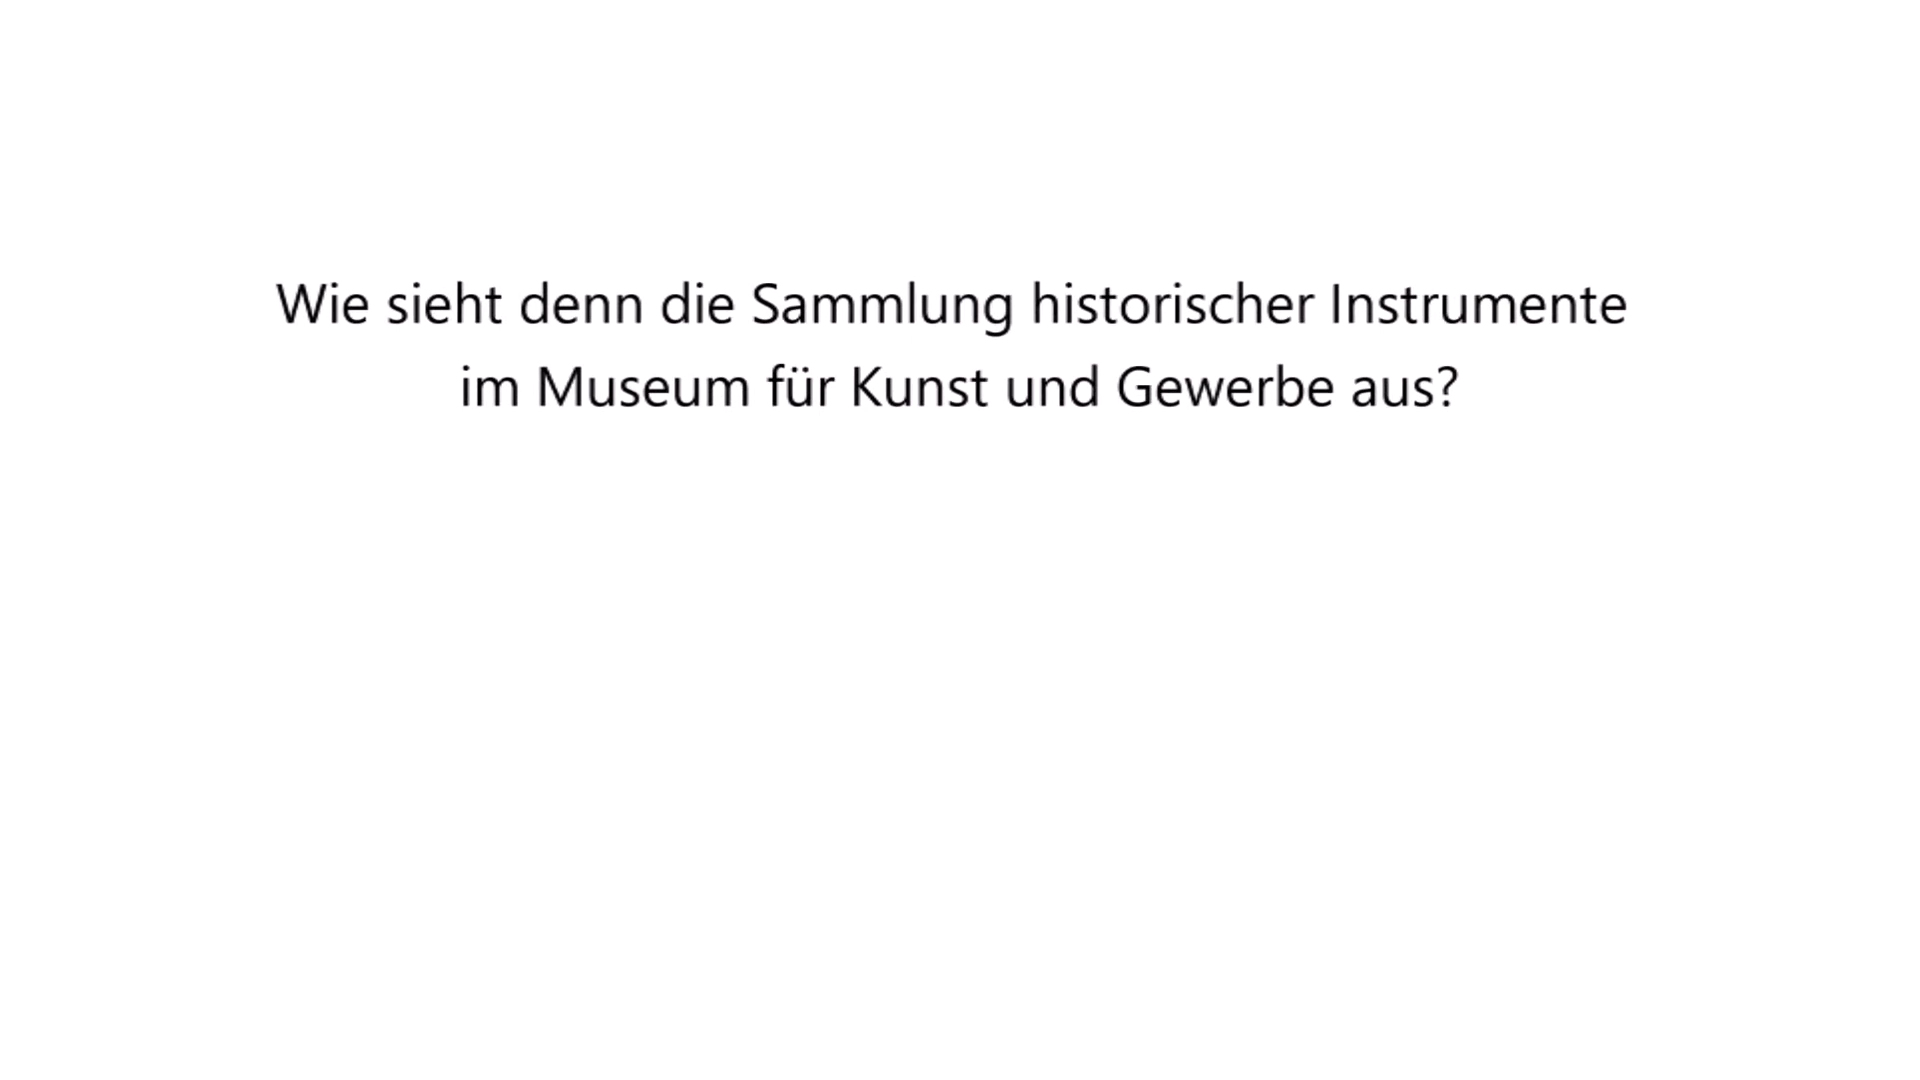 Wie sieht denn die Sammlung historischer Instrumente
im Museum für Kunst und Gewerbe aus?